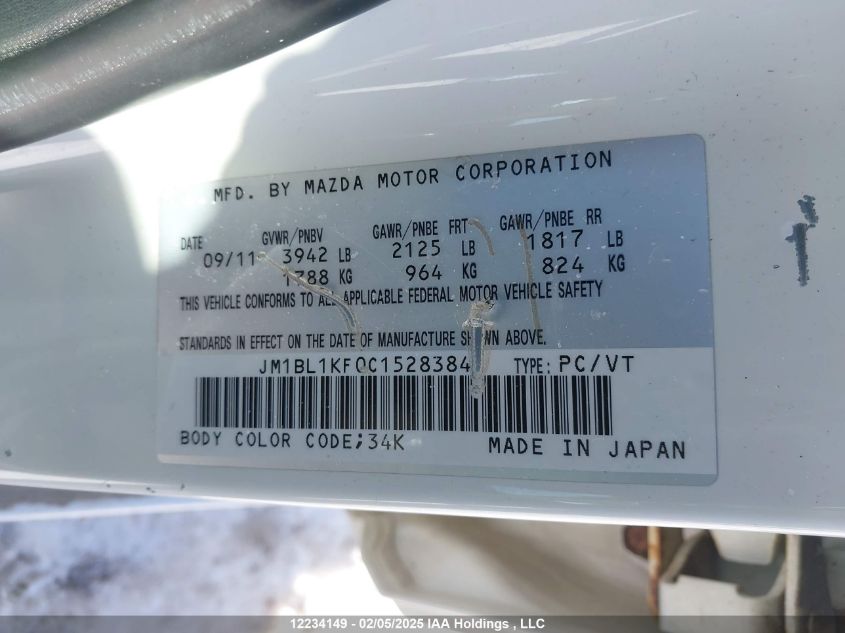 MFD. BY MAZDA MOTOR CORPORATION
DATE GVWR/PNBV GAWR/PNBE FRT GAWR/PNBE RR
09/11 3942 LB 2125 LB 1817 LB
1788 KG 964 KG 824 KG
THIS VEHICLE CONFORMS TO ALL APPLICABLE FEDERAL MOTOR VEHICLE SAFETY
STANDARDS IN EFFECT ON THE DATE OF MANUFACTURE SHOWN ABOVE.
JM1BL1KF0C1528384 TYPE: PC/VT
BODY COLOR CODE;34K MADE IN JAPAN
12234149 - 02/05/2025 IAA Holdings , LLC